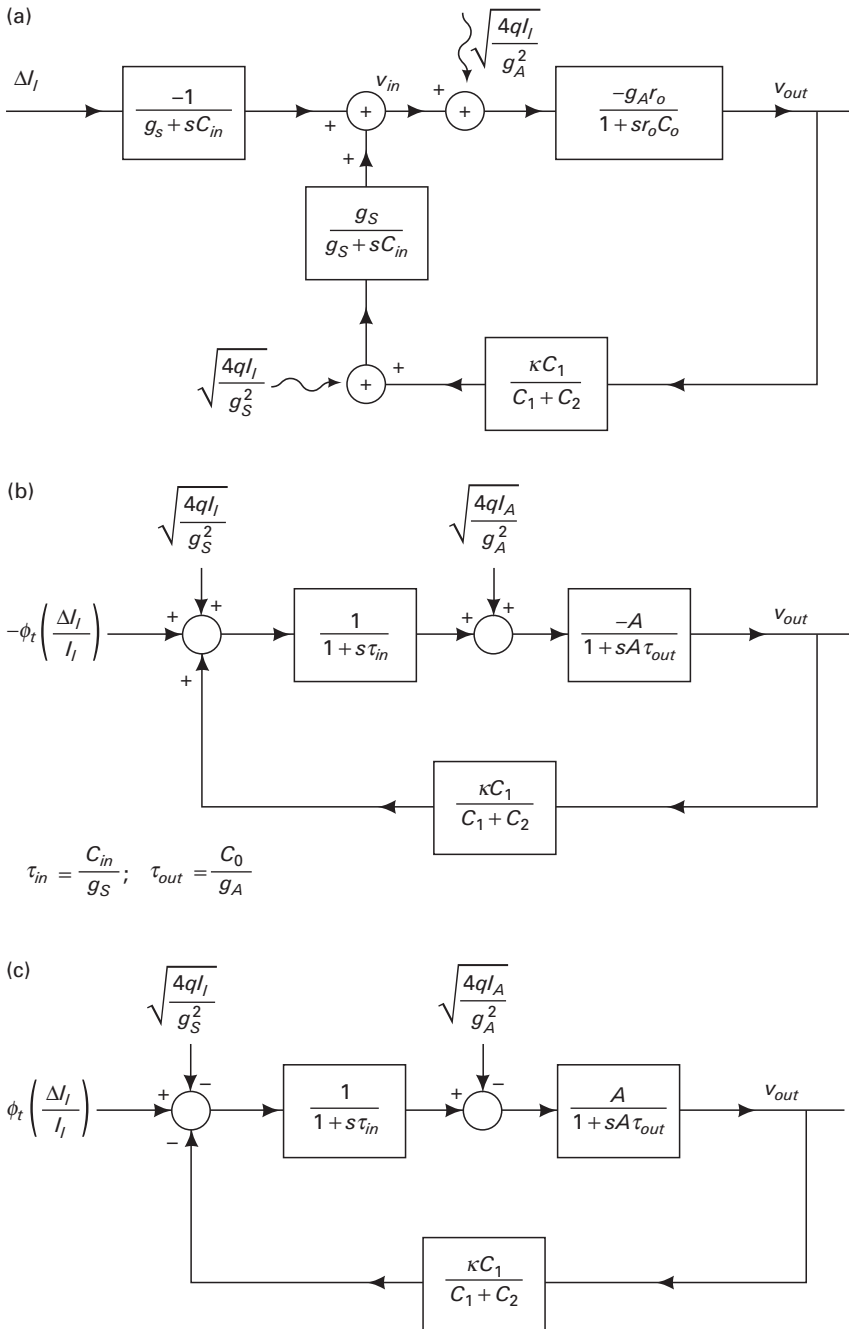 (a)
√(4qI_l / g_A^2)
ΔI_l
−1 / (g_s + sC_in)
+
+
v_in
+
+
−g_A r_o / (1 + sr_oC_o)
v_out
+
g_S / (g_S + sC_in)
√(4qI_l / g_S^2)
+
+
κC_1 / (C_1 + C_2)
(b)
√(4qI_l / g_S^2)
√(4qI_A / g_A^2)
−ϕ_t(ΔI_l / I_l)
+
+
1 / (1 + sτ_in)
+
+
−A / (1 + sAτ_out)
v_out
+
κC_1 / (C_1 + C_2)
τ_in = C_in / g_S ; τ_out = C_0 / g_A
(c)
√(4qI_l / g_S^2)
√(4qI_A / g_A^2)
ϕ_t(ΔI_l / I_l)
+
−
1 / (1 + sτ_in)
+
−
A / (1 + sAτ_out)
v_out
−
κC_1 / (C_1 + C_2)